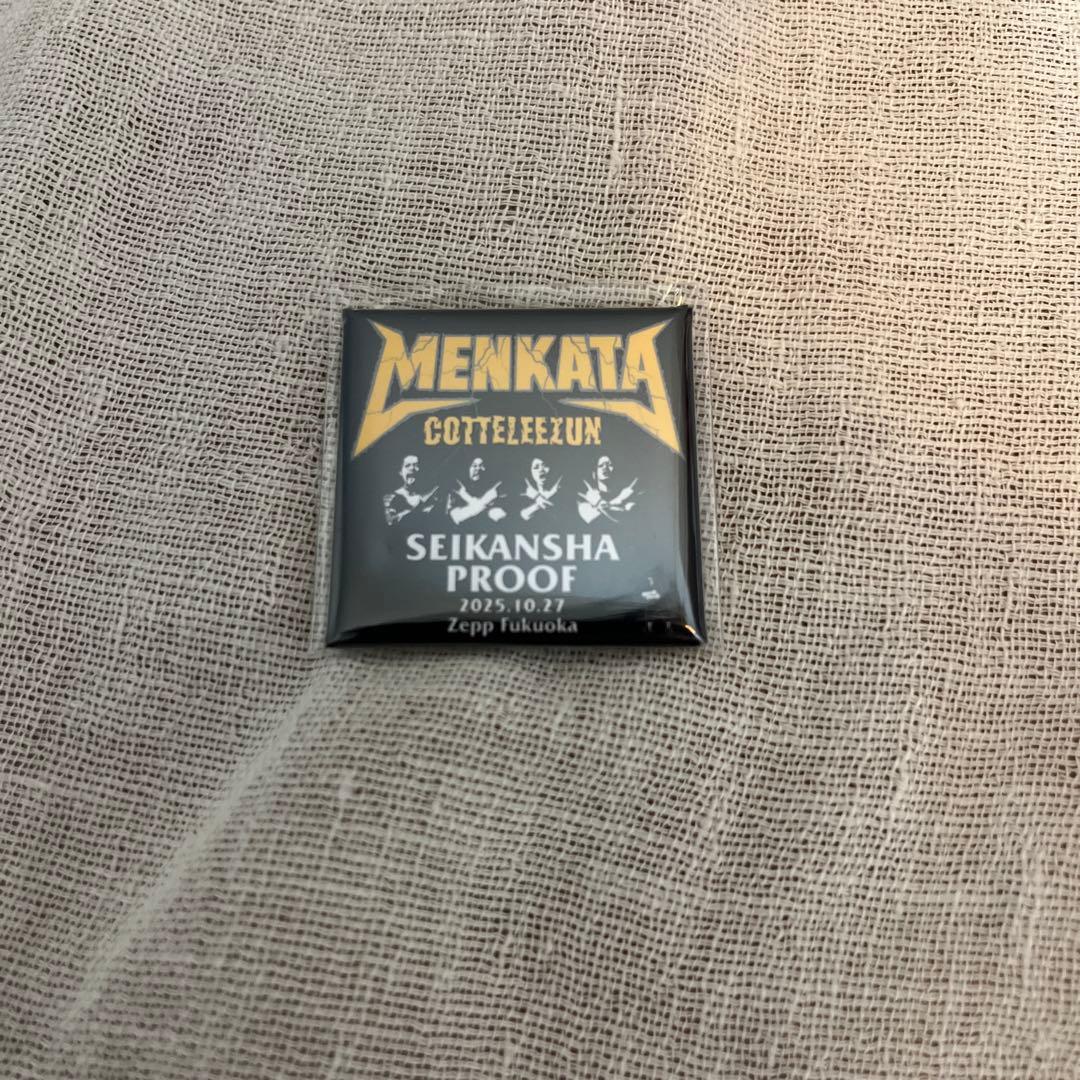 MENKATA
COTTELEEZUN
SEIKANSHA
PROOF
2025.10.27
Zepp Fukuoka